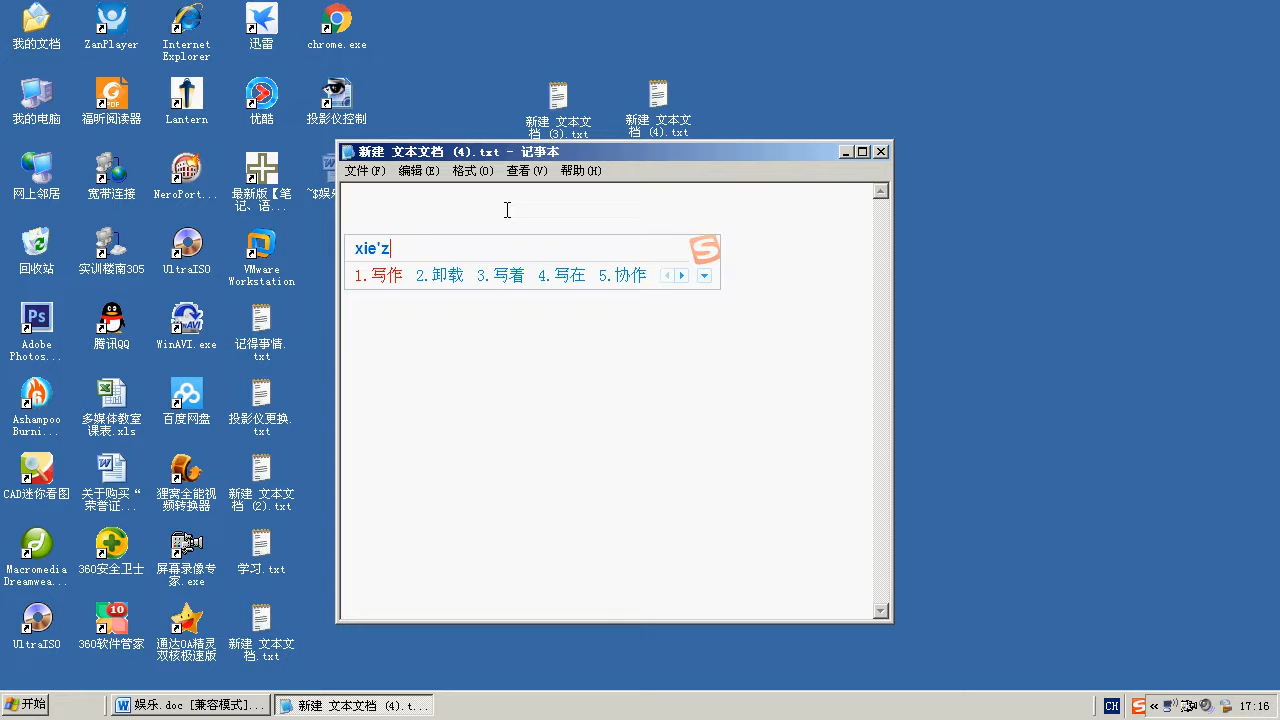 我的文档
ZanPlayer
Internet
Explorer
迅雷
chrome.exe
我的电脑
福昕阅读器
Lantern
优酷
投影仪控制
新建 文本文
档 (3).txt
新建 文本文
档 (4).txt
网上邻居
宽带连接
NeroPort...
最新版【笔
记、语...
~$娱乐
回收站
实训楼南305
UltraISO
VMware
Workstation
Adobe
Photos...
腾讯QQ
WinAVI.exe
记得事情.
txt
Ashampoo
Burni...
多媒体教室
课表.xls
百度网盘
投影仪更换.
txt
CAD迷你看图
关于购买“
荣誉证...
狸窝全能视
频转换器
新建 文本文
档 (2).txt
Macromedia
Dreamwea...
360安全卫士
屏幕录像专
家.exe
学习.txt
UltraISO
10
360软件管家
通达OA精灵
双核极速版
新建 文本文
档.txt
新建 文本文档 (4).txt - 记事本
文件(F) 编辑(E) 格式(O) 查看(V) 帮助(H)
xie'z
1.写作 2.卸载 3.写着 4.写在 5.协作
开始 娱乐.doc [兼容模式]... 新建 文本文档 (4)....
CH
17:16